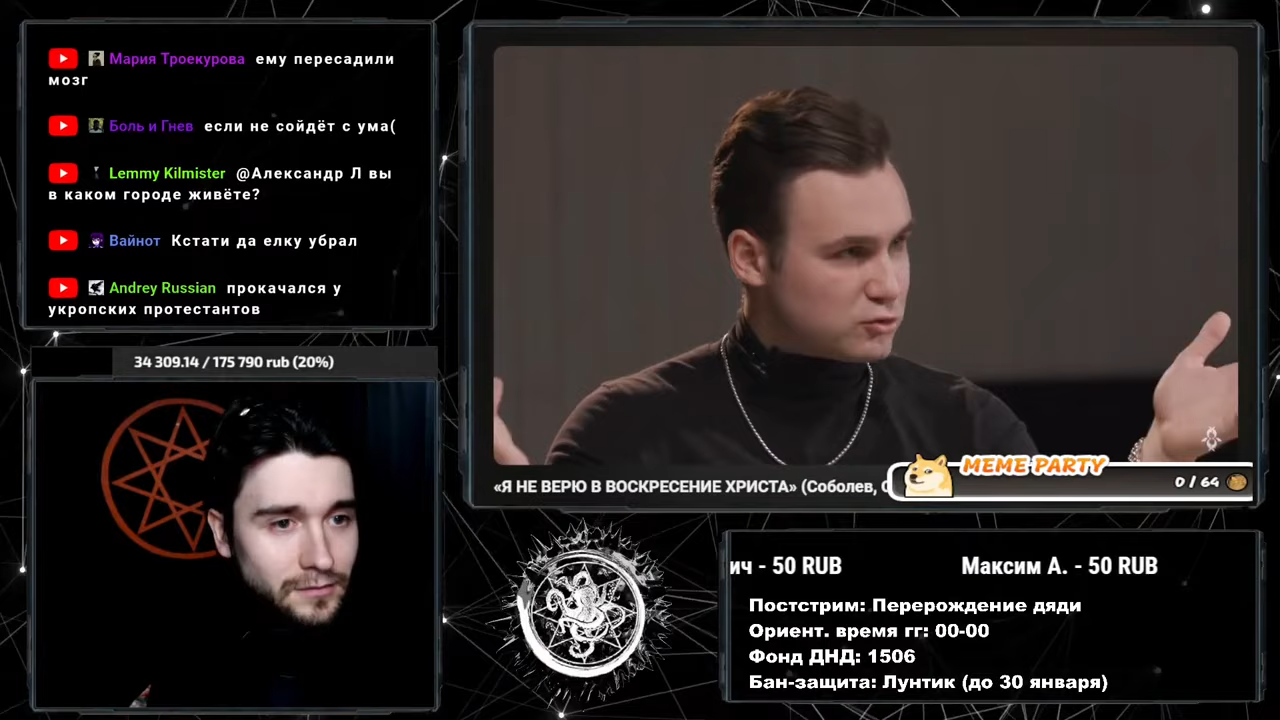 Мария Троекурова ему пересадили
мозг
Боль и Гнев если не сойдёт с ума(
Lemmy Kilmister @Александр Л вы
в каком городе живёте?
Вайнот Кстати да елку убрал
Andrey Russian прокачался у
укропских протестантов
34 309.14 / 175 790 rub (20%)
«Я НЕ ВЕРЮ В ВОСКРЕСЕНИЕ ХРИСТА» (Соболев,
MEME PARTY
0 / 64
ич - 50 RUB Максим А. - 50 RUB
Постстрим: Перерождение дяди
Ориент. время гг: 00-00
Фонд ДНД: 1506
Бан-защита: Лунтик (до 30 января)